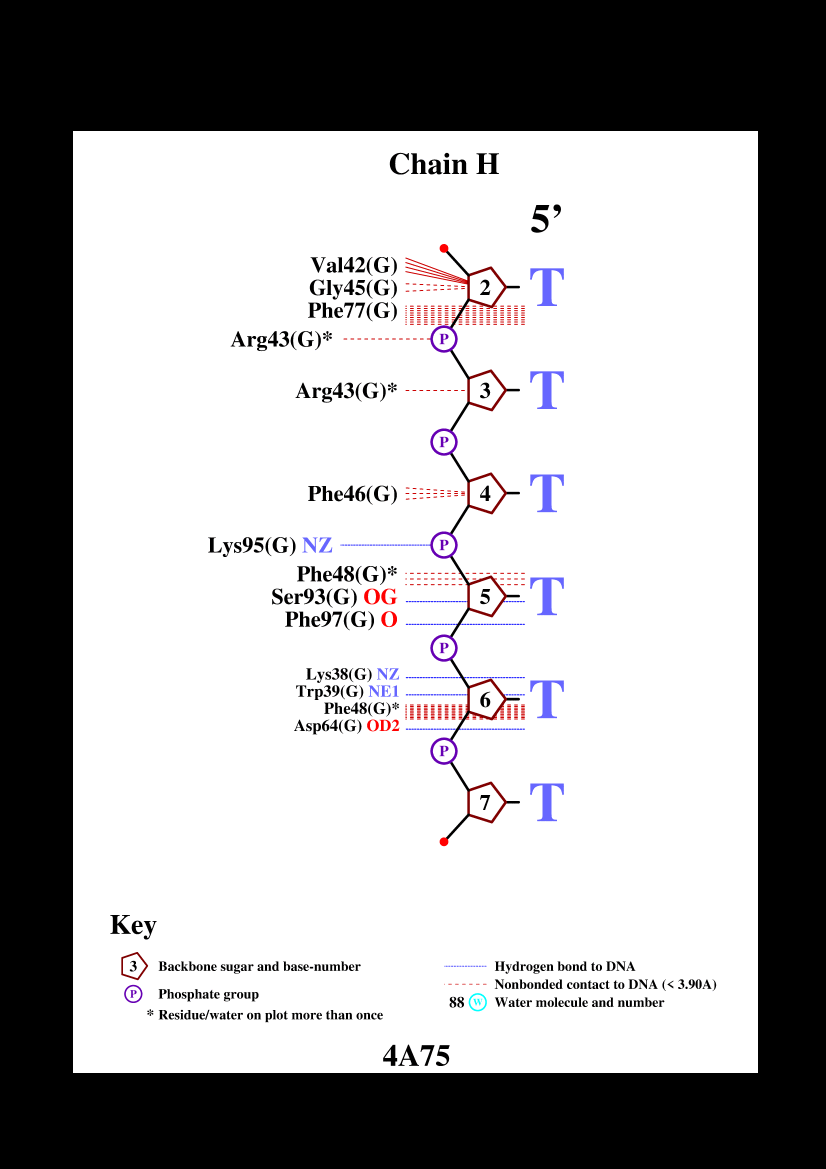 Chain H
5’
Val42(G)
Gly45(G)
2
T
Phe77(G)
Arg43(G)*
P
Arg43(G)*
3
T
P
Phe46(G)
4
T
Lys95(G) NZ
P
Phe48(G)*
Ser93(G) OG
5
T
Phe97(G) O
P
Lys38(G) NZ
Trp39(G) NE1
6
T
Phe48(G)*
Asp64(G) OD2
P
7
T
Key
3 Backbone sugar and base-number
P Phosphate group
* Residue/water on plot more than once
Hydrogen bond to DNA
Nonbonded contact to DNA (< 3.90A)
88 W Water molecule and number
4A75